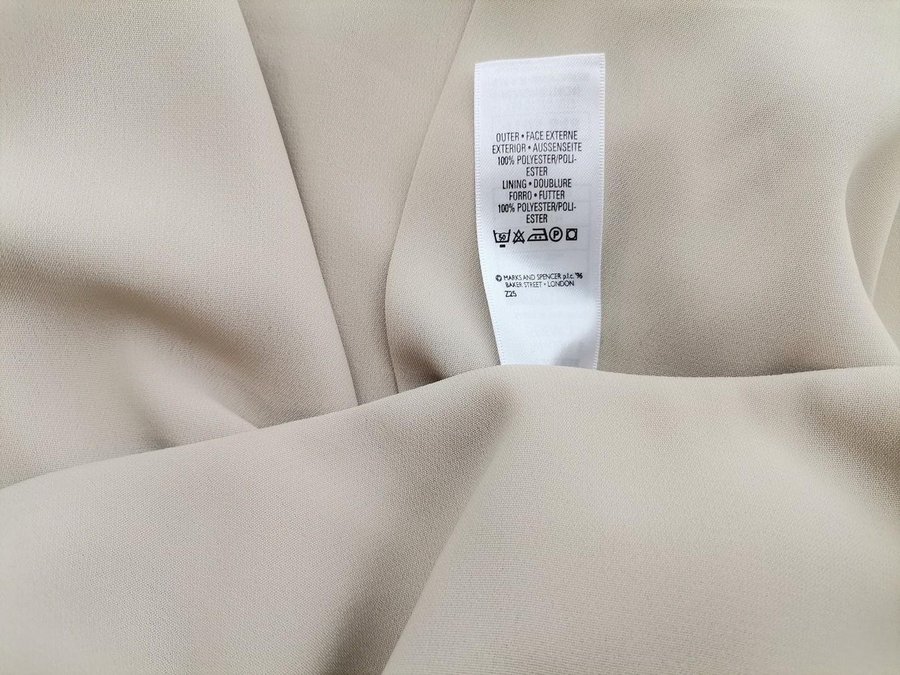 OUTER • FACE EXTERNE
EXTERIOR • AUSSENSEITE
100% POLYESTER/POLI-
ESTER
LINING • DOUBLURE
FORRO • FUTTER
100% POLYESTER/POLI-
ESTER
50 P
© MARKS AND SPENCER p.l.c. '96
BAKER STREET • LONDON
Z25